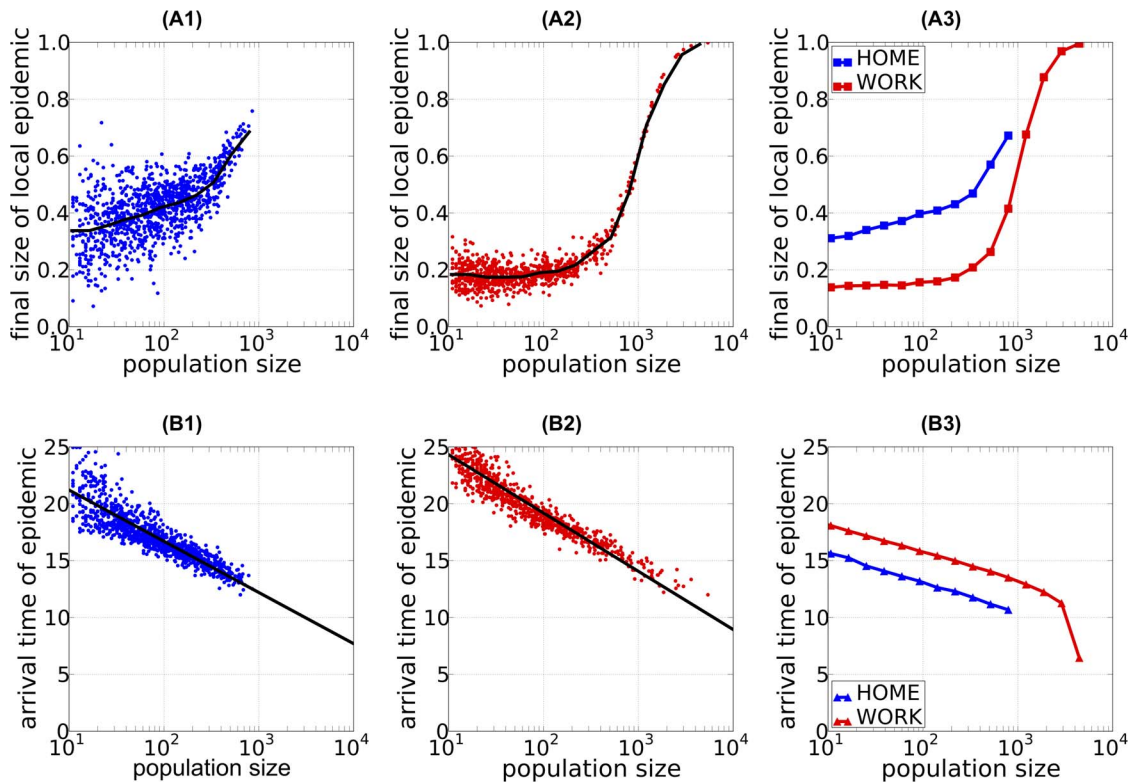 (A1) (A2) (A3)
final size of local epidemic
1.0
0.8
0.6
0.4
0.2
0.0
10^1 10^2 10^3 10^4
population size
final size of local epidemic
1.0
0.8
0.6
0.4
0.2
0.0
10^1 10^2 10^3 10^4
population size
final size of local epidemic
1.0
0.8
0.6
0.4
0.2
0.0
HOME
WORK
10^1 10^2 10^3 10^4
population size
(B1) (B2) (B3)
arrival time of epidemic
25
20
15
10
5
0
10^1 10^2 10^3 10^4
population size
arrival time of epidemic
25
20
15
10
5
0
10^1 10^2 10^3 10^4
population size
arrival time of epidemic
25
20
15
10
5
0
HOME
WORK
10^1 10^2 10^3 10^4
population size